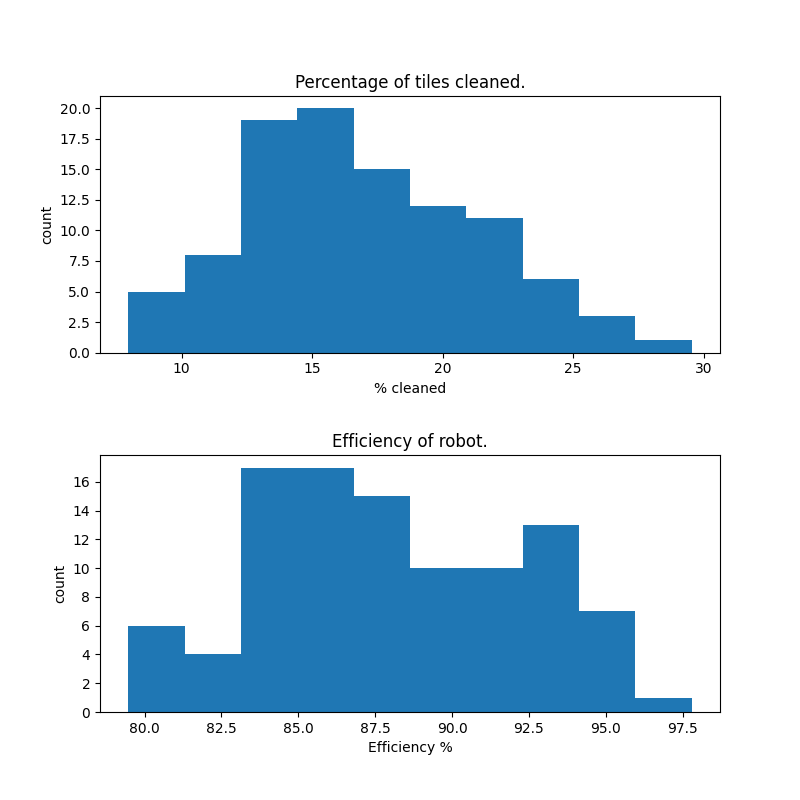 Percentage of tiles cleaned.
20.0
17.5
15.0
12.5
10.0
7.5
5.0
2.5
0.0
count
10 15 20 25 30
% cleaned
Efficiency of robot.
16
14
12
10
8
6
4
2
0
count
80.0 82.5 85.0 87.5 90.0 92.5 95.0 97.5
Efficiency %